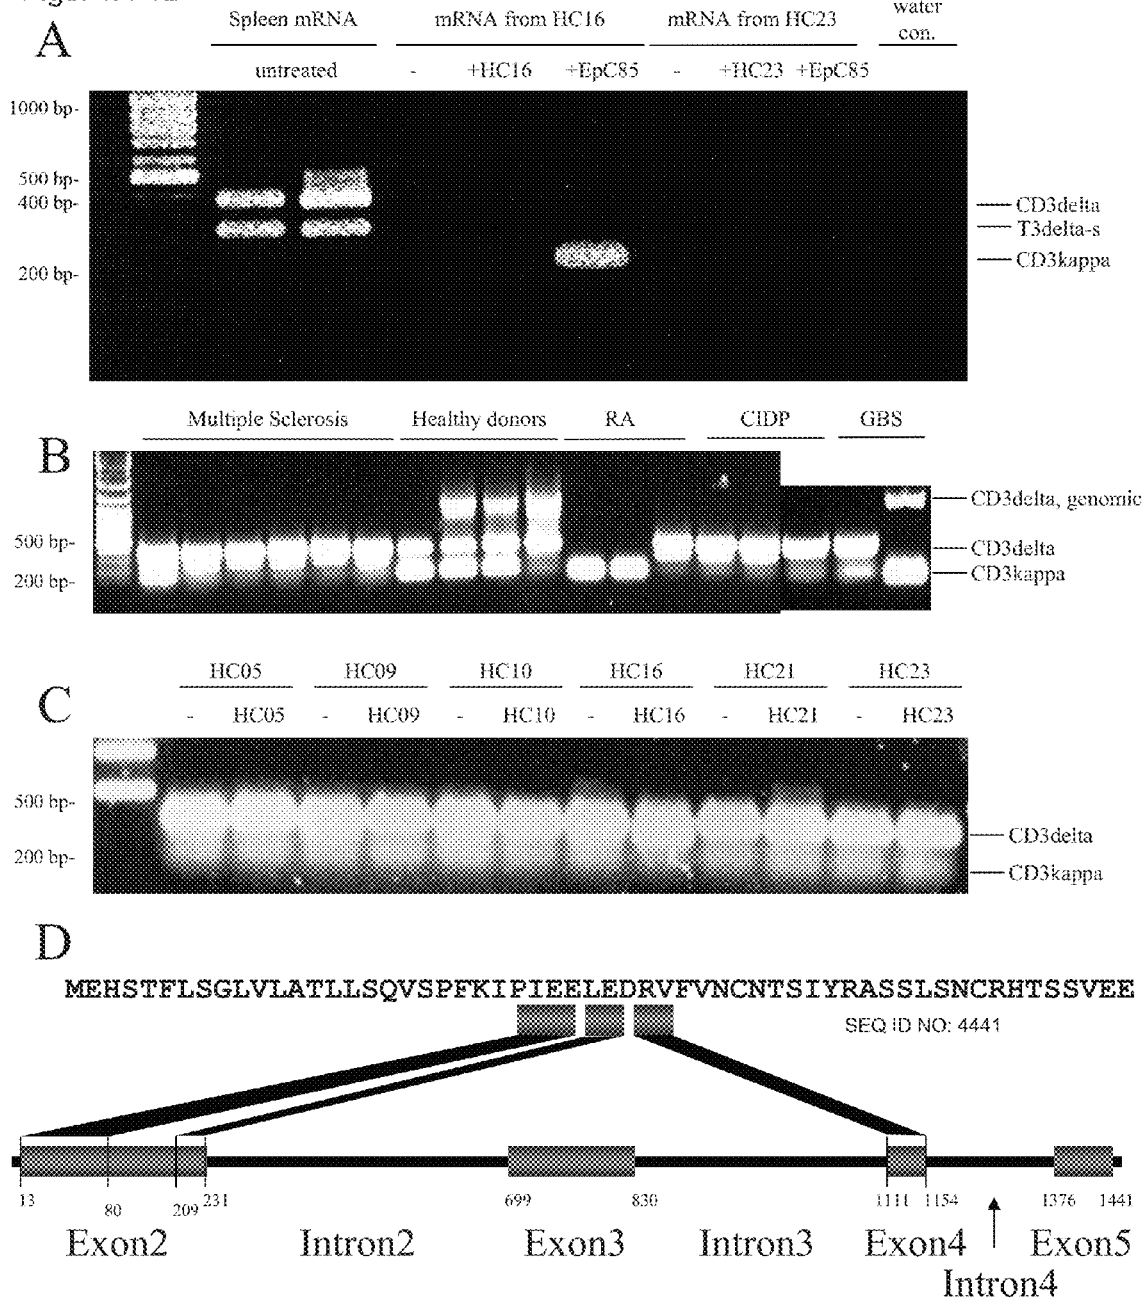 A
Spleen mRNA mRNA from HC16 mRNA from HC23 water con.
untreated - +HC16 +EpC85 - +HC23 +EpC85
1000 bp-
500 bp-
400 bp-
200 bp-
CD3delta
T3delta-s
CD3kappa
B
Multiple Sclerosis Healthy donors RA CIDP GBS
500 bp-
200 bp-
CD3delta, genomic
CD3delta
CD3kappa
C
HC05 HC09 HC10 HC16 HC21 HC23
- HC05 - HC09 - HC10 - HC16 - HC21 - HC23
500 bp-
200 bp-
CD3delta
CD3kappa
D
MEHSTFLSGLVLATLLSQVSPFKIPIEELEDRVFVNCNTSIYRASSLSNCRHTSSVEE
SEQ ID NO: 4441
13 80 209 231 699 830 1111 1154 1376 1441
Exon2 Intron2 Exon3 Intron3 Exon4 Exon5
Intron4